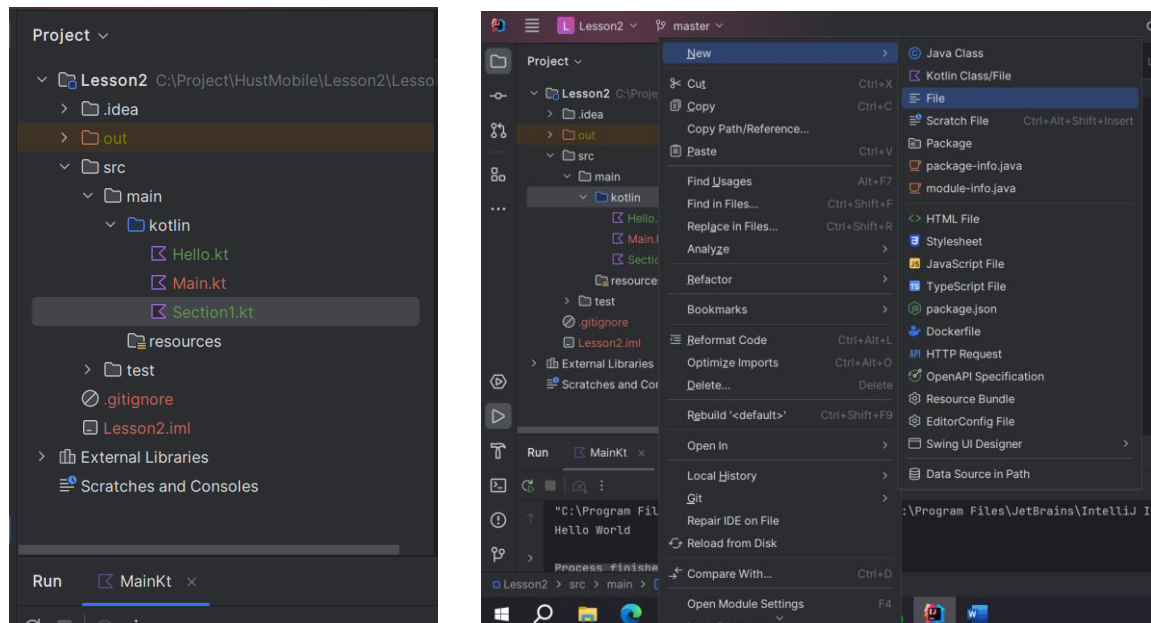 Project
Lesson2 C:\Project\HustMobile\Lesson2\Lesso
.idea
out
src
main
kotlin
Hello.kt
Main.kt
Section1.kt
resources
test
.gitignore
Lesson2.iml
External Libraries
Scratches and Consoles
Run MainKt
L Lesson2 master
Project
Lesson2 C:\Proje
.idea
out
src
main
kotlin
Hello.
Main.
Sectio
resource
test
.gitignore
Lesson2.iml
External Libraries
Scratches and Cor
Run MainKt
"C:\Program Fil
Hello World
Process finishe
Lesson2 > src > main >
New
Cut Ctrl+X
Copy Ctrl+C
Copy Path/Reference...
Paste Ctrl+V
Find Usages Alt+F7
Find in Files... Ctrl+Shift+F
Replace in Files... Ctrl+Shift+R
Analyze
Refactor
Bookmarks
Reformat Code Ctrl+Alt+L
Optimize Imports Ctrl+Alt+O
Delete... Delete
Rebuild '<default>' Ctrl+Shift+F9
Open In
Local History
Git
Repair IDE on File
Reload from Disk
Compare With... Ctrl+D
Open Module Settings F4
Java Class
Kotlin Class/File
File
Scratch File Ctrl+Alt+Shift+Insert
Package
package-info.java
module-info.java
HTML File
Stylesheet
JavaScript File
TypeScript File
package.json
Dockerfile
API HTTP Request
OpenAPI Specification
Resource Bundle
EditorConfig File
Swing UI Designer
Data Source in Path
:\Program Files\JetBrains\IntelliJ I